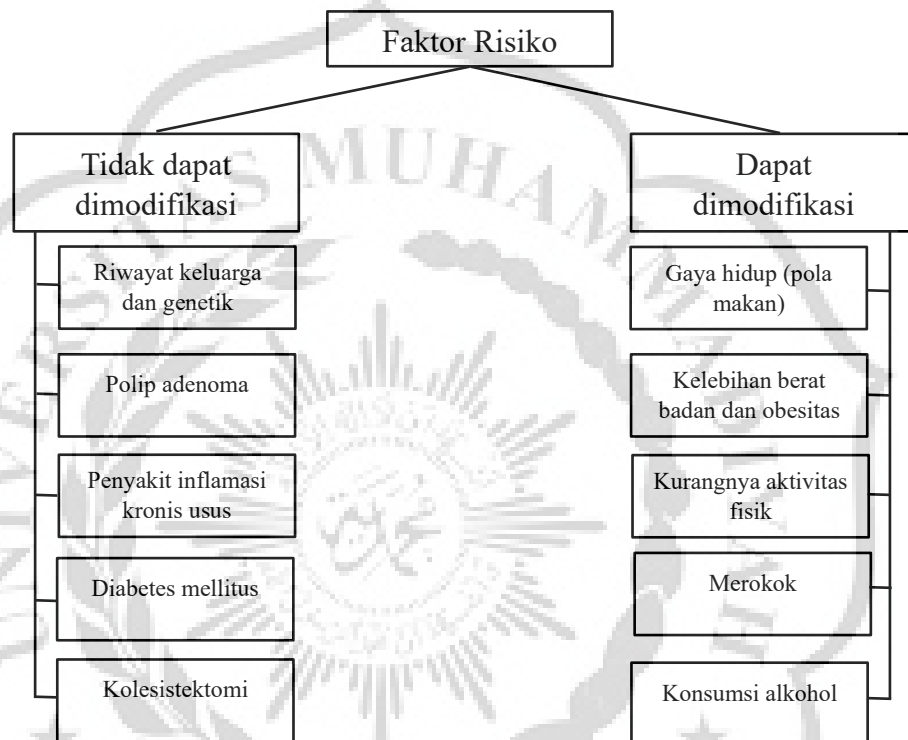 Faktor Risiko
Tidak dapat
dimodifikasi
Riwayat keluarga
dan genetik
Polip adenoma
Penyakit inflamasi
kronis usus
Diabetes mellitus
Kolesistektomi
Dapat
dimodifikasi
Gaya hidup (pola
makan)
Kelebihan berat
badan dan obesitas
Kurangnya aktivitas
fisik
Merokok
Konsumsi alkohol